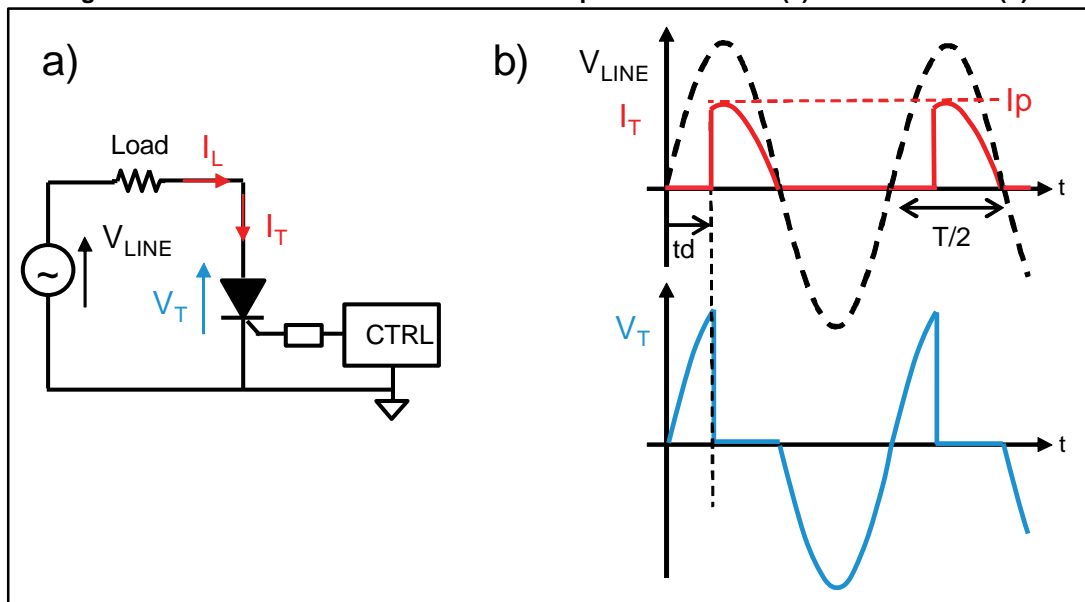 a)
Load
I_L
I_T
V_LINE
~
V_T
CTRL
b)
V_LINE
I_T
Ip
t
td
T/2
V_T
t